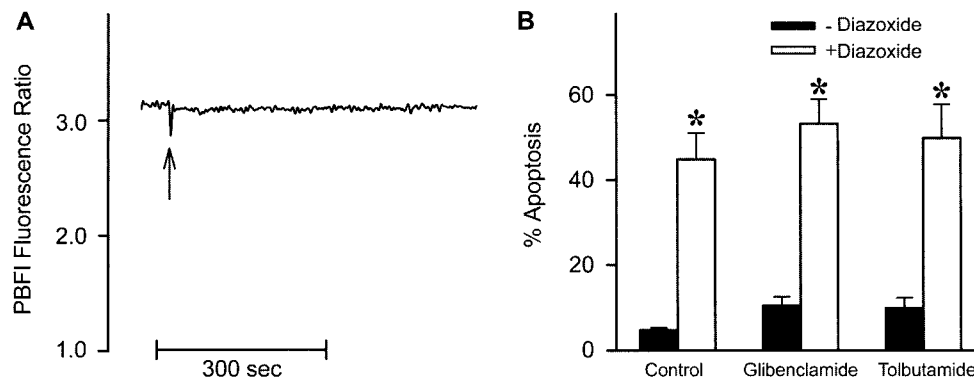 A
PBFI Fluorescence Ratio
3.0
2.0
1.0
300 sec
B
- Diazoxide
+Diazoxide
% Apoptosis
60
40
20
0
*
*
*
Control
Glibenclamide
Tolbutamide